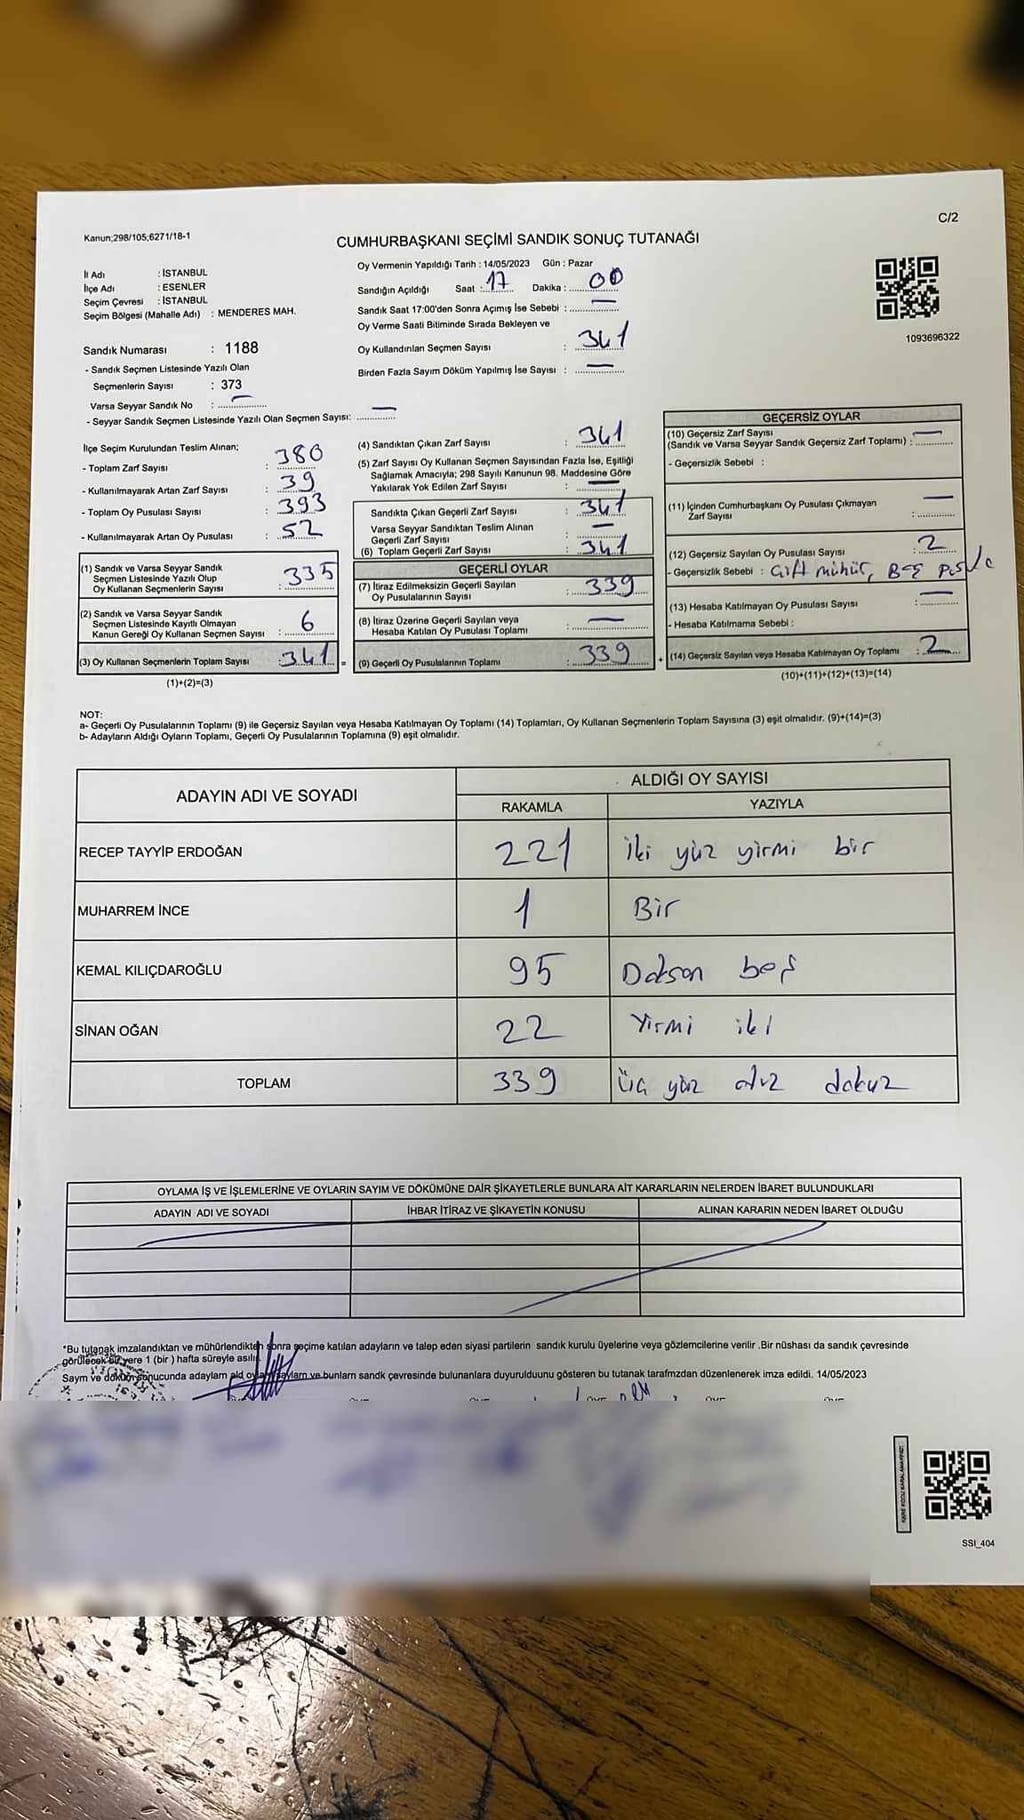 C/2
Kanun;298/105;6271/18-1
CUMHURBAŞKANI SEÇİMİ SANDIK SONUÇ TUTANAĞI
İl Adı : İSTANBUL
İlçe Adı : ESENLER
Seçim Çevresi : İSTANBUL
Seçim Bölgesi (Mahalle Adı) : MENDERES MAH.
Sandık Numarası : 1188
- Sandık Seçmen Listesinde Yazılı Olan
Seçmenlerin Sayısı : 373
Varsa Seyyar Sandık No : —
- Seyyar Sandık Seçmen Listesinde Yazılı Olan Seçmen Sayısı: —
Oy Vermenin Yapıldığı Tarih : 14/05/2023 Gün : Pazar
Sandığın Açıldığı Saat : 17 Dakika : 00
Sandık Saat 17:00'den Sonra Açımış İse Sebebi : —
Oy Verme Saati Bitiminde Sırada Bekleyen ve
Oy Kullandırılan Seçmen Sayısı : 341
Birden Fazla Sayım Döküm Yapılmış İse Sayısı : —
1093696322
İlçe Seçim Kurulundan Teslim Alınan;
- Toplam Zarf Sayısı : 380
- Kullanılmayarak Artan Zarf Sayısı : 39
- Toplam Oy Pusulası Sayısı : 393
- Kullanılmayarak Artan Oy Pusulası : 52
(1) Sandık ve Varsa Seyyar Sandık
Seçmen Listesinde Yazılı Olup
Oy Kullanan Seçmenlerin Sayısı : 335
(2) Sandık ve Varsa Seyyar Sandık
Seçmen Listesinde Kayıtlı Olmayan
Kanun Gereği Oy Kullanan Seçmen Sayısı : 6
(3) Oy Kullanan Seçmenlerin Toplam Sayısı : 341 =
(1)+(2)=(3)
(4) Sandıktan Çıkan Zarf Sayısı : 341
(5) Zarf Sayısı Oy Kullanan Seçmen Sayısından Fazla İse, Eşitliği
Sağlamak Amacıyla; 298 Sayılı Kanunun 98. Maddesine Göre
Yakılarak Yok Edilen Zarf Sayısı : —
Sandıkta Çıkan Geçerli Zarf Sayısı : 341
Varsa Seyyar Sandıktan Teslim Alınan
Geçerli Zarf Sayısı : —
(6) Toplam Geçerli Zarf Sayısı : 341
GEÇERLİ OYLAR
(7) İtiraz Edilmeksizin Geçerli Sayılan
Oy Pusulalarının Sayısı : 339
(8) İtiraz Üzerine Geçerli Sayılan veya
Hesaba Katılan Oy Pusulası Toplamı : —
(9) Geçerli Oy Pusulalarının Toplamı : 339 +
GEÇERSİZ OYLAR
(10) Geçersiz Zarf Sayısı
(Sandık ve Varsa Seyyar Sandık Geçersiz Zarf Toplamı) : —
- Geçersizlik Sebebi :
(11) İçinden Cumhurbaşkanı Oy Pusulası Çıkmayan
Zarf Sayısı : —
(12) Geçersiz Sayılan Oy Pusulası Sayısı : 2
- Geçersizlik Sebebi : Çift mühür, Boş pusula
(13) Hesaba Katılmayan Oy Pusulası Sayısı : —
- Hesaba Katılmama Sebebi :
(14) Geçersiz Sayılan veya Hesaba Katılmayan Oy Toplamı : 2
(10)+(11)+(12)+(13)=(14)
NOT:
a- Geçerli Oy Pusulalarının Toplamı (9) ile Geçersiz Sayılan veya Hesaba Katılmayan Oy Toplamı (14) Toplamları, Oy Kullanan Seçmenlerin Toplam Sayısına (3) eşit olmalıdır. (9)+(14)=(3)
b- Adayların Aldığı Oyların Toplamı, Geçerli Oy Pusulalarının Toplamına (9) eşit olmalıdır.
ADAYIN ADI VE SOYADI ALDIĞI OY SAYISI
RAKAMLA YAZIYLA
RECEP TAYYİP ERDOĞAN 221 iki yüz yirmi bir
MUHARREM İNCE 1 Bir
KEMAL KILIÇDAROĞLU 95 Dokson beş
SİNAN OĞAN 22 Yirmi iki
TOPLAM 339 üç yüz otuz dokuz
OYLAMA İŞ VE İŞLEMLERİNE VE OYLARIN SAYIM VE DÖKÜMÜNE DAİR ŞİKAYETLERLE BUNLARA AİT KARARLARIN NELERDEN İBARET BULUNDUKLARI
ADAYIN ADI VE SOYADI İHBAR İTİRAZ VE ŞİKAYETİN KONUSU ALINAN KARARIN NEDEN İBARET OLDUĞU
*Bu tutanak imzalandıktan ve mühürlendikten sonra seçime katılan adayların ve talep eden siyasi partilerin sandık kurulu üyelerine veya gözlemcilerine verilir .Bir nüshası da sandık çevresinde
görülecek bir yere 1 (bir ) hafta süreyle asılır.
Sayım ve döküm sonucunda adayların ald oyların ve bunlarn sandk çevresinde bulunanlara duyurulduunu gösteren bu tutanak tarafmzdan düzenlenerek imza edildi. 14/05/2023
SSI_404